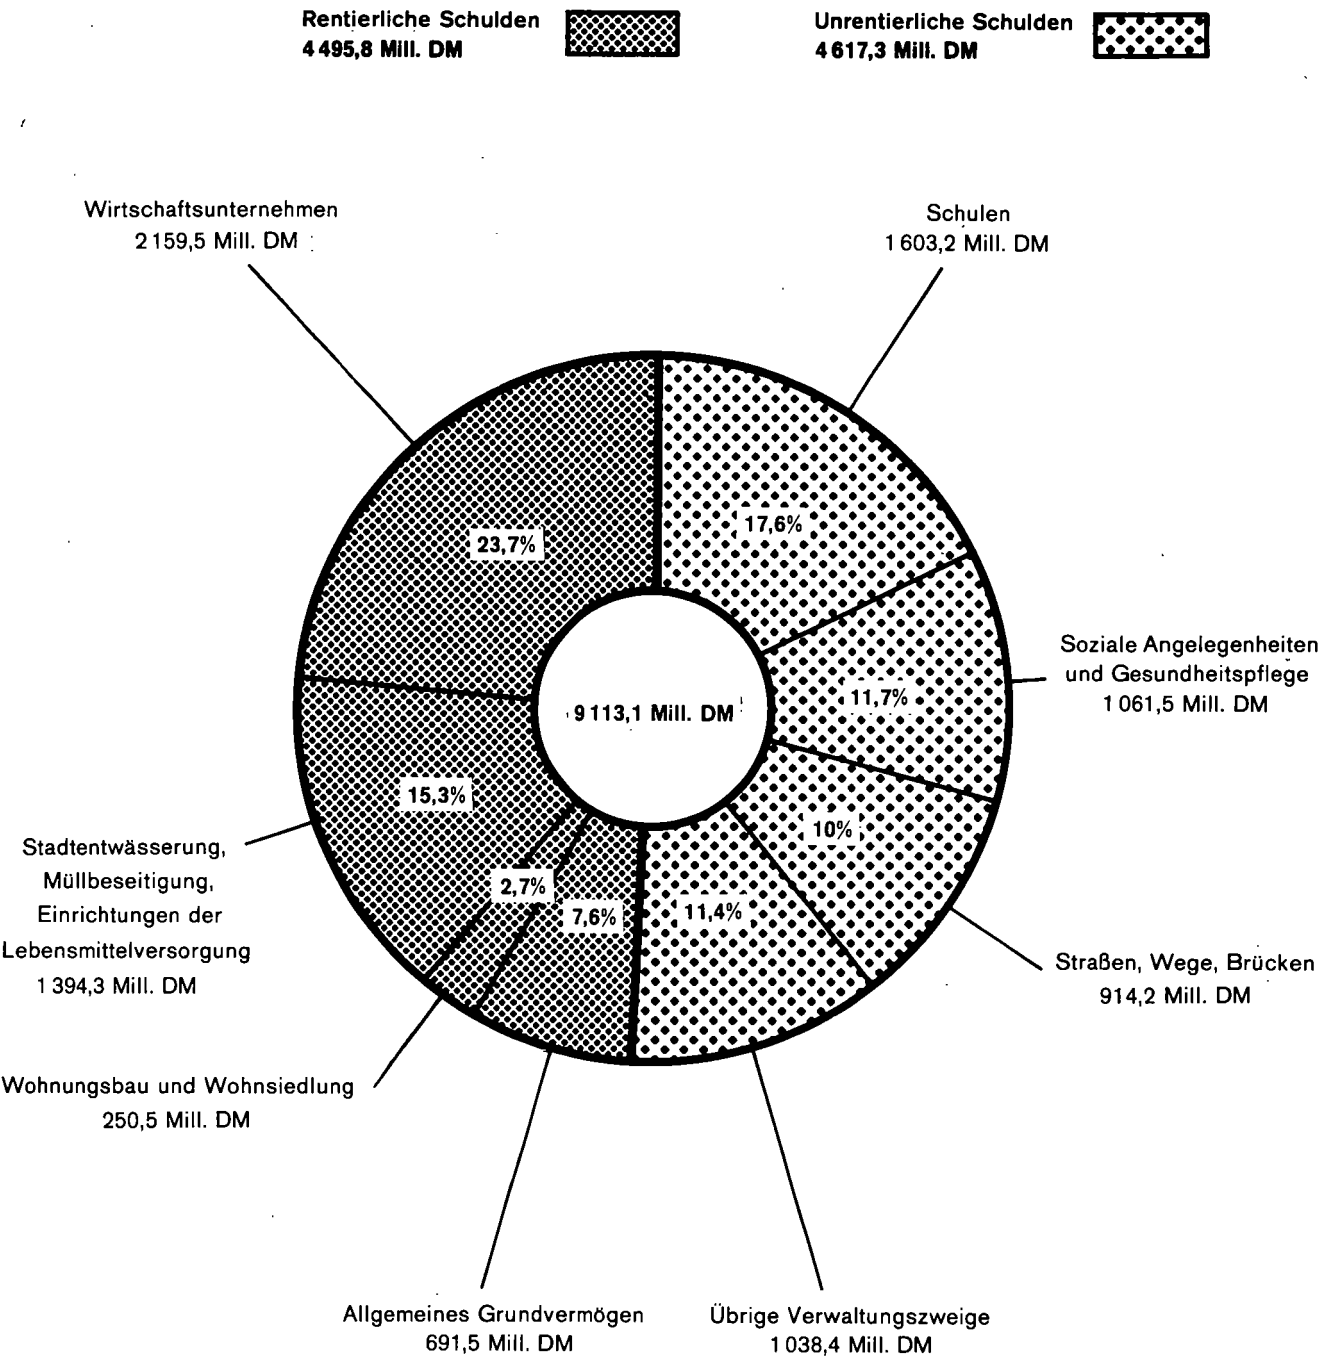 Rentierliche Schulden
4 495,8 Mill. DM
Unrentierliche Schulden
4 617,3 Mill. DM
Wirtschaftsunternehmen
2 159,5 Mill. DM
Schulen
1 603,2 Mill. DM
23,7%
17,6%
Soziale Angelegenheiten
und Gesundheitspflege
1 061,5 Mill. DM
11,7%
9 113,1 Mill. DM
15,3%
10%
Stadtentwässerung,
Müllbeseitigung,
Einrichtungen der
Lebensmittelversorgung
1 394,3 Mill. DM
2,7%
7,6%
11,4%
Straßen, Wege, Brücken
914,2 Mill. DM
Wohnungsbau und Wohnsiedlung
250,5 Mill. DM
Allgemeines Grundvermögen
691,5 Mill. DM
Übrige Verwaltungszweige
1 038,4 Mill. DM